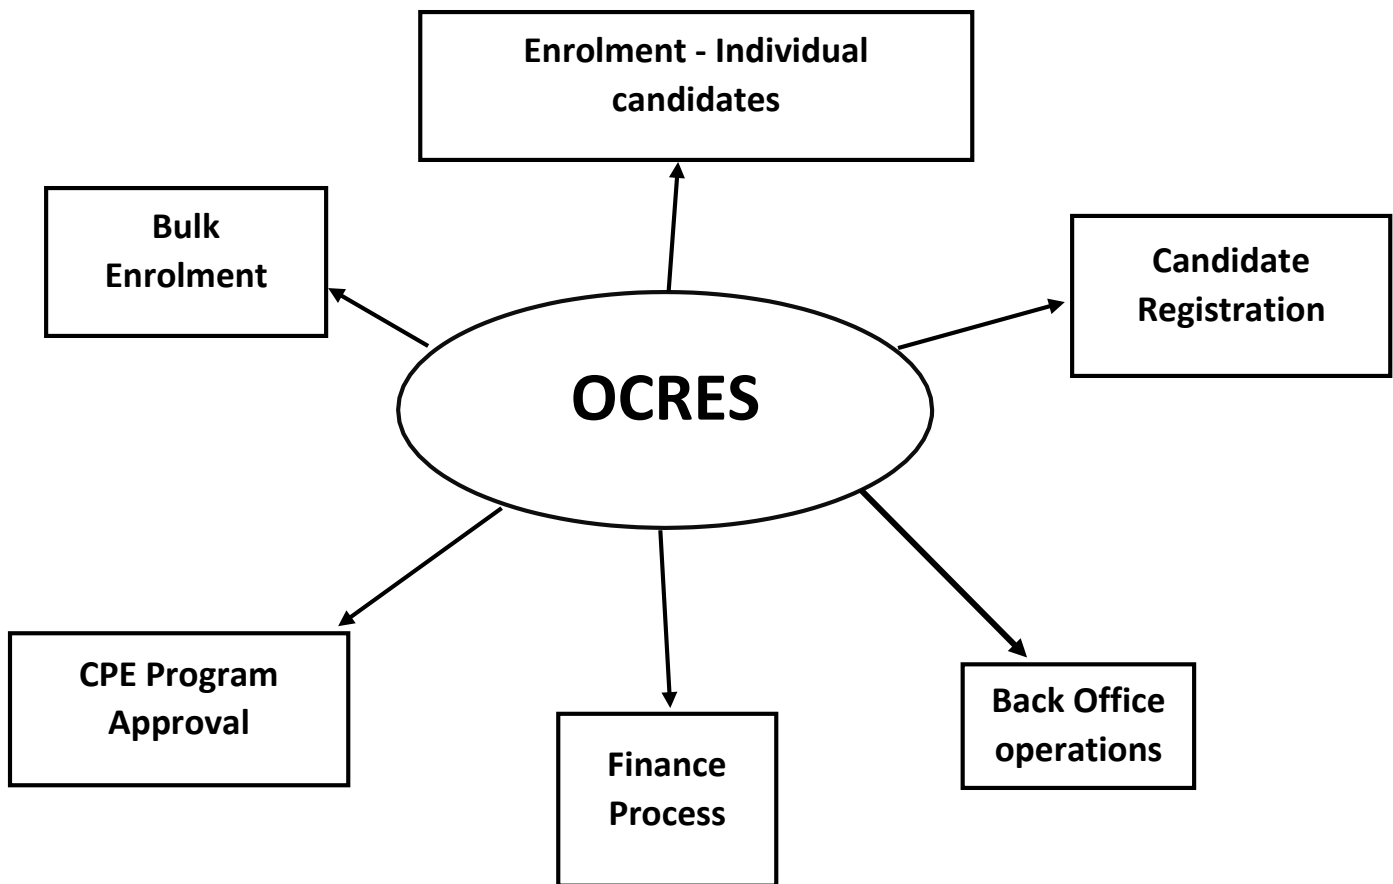 Enrolment - Individual
candidates
Bulk
Enrolment
Candidate
Registration
OCRES
CPE Program
Approval
Finance
Process
Back Office
operations